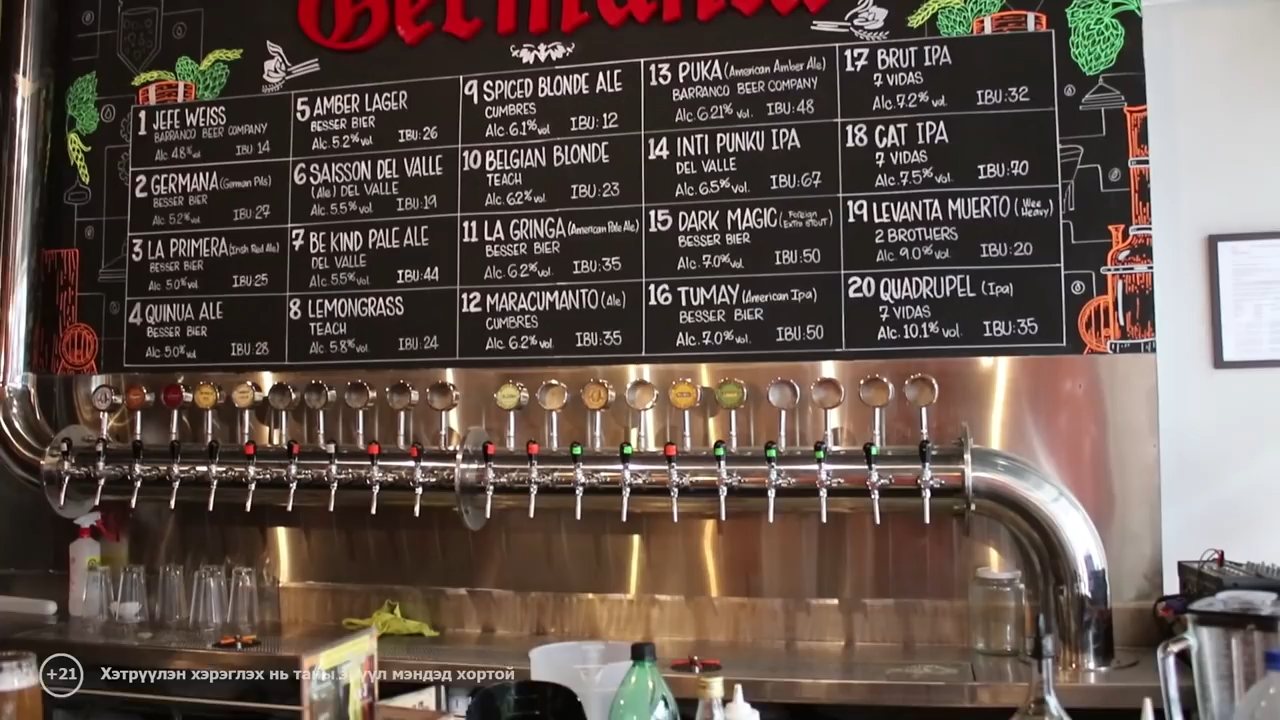 Germanía
1 JEFE WEISS
BARRANCO BEER COMPANY
Alc 4.8% vol IBU 14
2 GERMANA (German Pils)
BESSER BIER
Alc 5.2% vol IBU:27
3 LA PRIMERA (Irish Red Ale)
BESSER BIER
Alc 5.0% vol IBU:25
4 QUINUA ALE
BESSER BIER
Alc 5.0% vol IBU:28
5 AMBER LAGER
BESSER BIER
Alc. 5.2% vol IBU:26
6 SAISSON DEL VALLE
(Ale) DEL VALLE
Alc. 5.5% vol. IBU:19
7 BE KIND PALE ALE
DEL VALLE
Alc. 5.5% vol. IBU:44
8 LEMONGRASS
TEACH
Alc. 5.8% vol. IBU:24
9 SPICED BLONDE ALE
CUMBRES
Alc. 6.1% vol IBU: 12
10 BELGIAN BLONDE
TEACH
Alc. 6.2% vol. IBU:23
11 LA GRINGA (American Pale Ale)
BESSER BIER
Alc. 6.2% vol. IBU:35
12 MARACUMANTO (Ale)
CUMBRES
Alc. 6.2% vol. IBU:35
13 PUKA (American Amber Ale)
BARRANCO BEER COMPANY
Alc. 6.21% vol. IBU:48
14 INTI PUNKU IPA
DEL VALLE
Alc. 6.5% vol. IBU:67
15 DARK MAGIC (Foreign Extra Stout)
BESSER BIER
Alc. 7.0% vol. IBU:50
16 TUMAY (American Ipa)
BESSER BIER
Alc. 7.0% vol. IBU:50
17 BRUT IPA
7 VIDAS
Alc. 7.2% vol. IBU:32
18 CAT IPA
7 VIDAS
Alc. 7.5% vol. IBU:70
19 LEVANTA MUERTO (Wee Heavy)
2 BROTHERS
Alc. 9.0% vol. IBU:20
20 QUADRUPEL (Ipa)
7 VIDAS
Alc. 10.1% vol. IBU:35
+21 Хэтрүүлэн хэрэглэх нь таны эрүүл мэндэд хортой